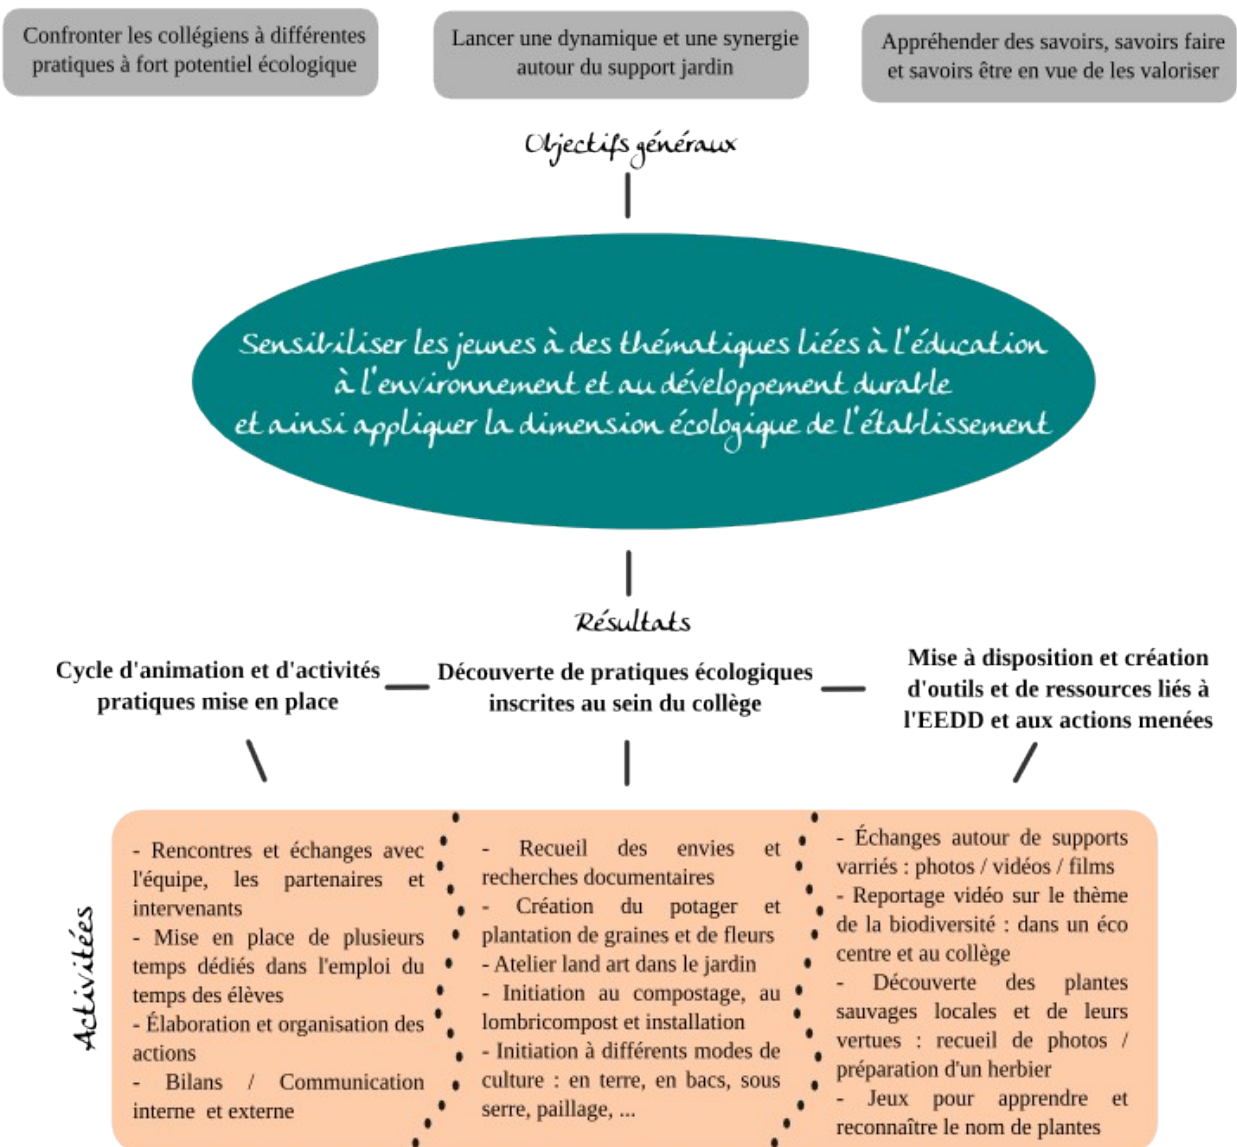 Confronter les collégiens à différentes
pratiques à fort potentiel écologique
Lancer une dynamique et une synergie
autour du support jardin
Appréhender des savoirs, savoirs faire
et savoirs être en vue de les valoriser
Objectifs généraux
Sensibiliser les jeunes à des thématiques liées à l'éducation
à l'environnement et au développement durable
et ainsi appliquer la dimension écologique de l'établissement
Résultats
Cycle d'animation et d'activités
pratiques mise en place
Découverte de pratiques écologiques
inscrites au sein du collège
Mise à disposition et création
d'outils et de ressources liés à
l'EEDD et aux actions menées
Activitées
- Rencontres et échanges avec
l'équipe, les partenaires et
intervenants
- Mise en place de plusieurs
temps dédiés dans l'emploi du
temps des élèves
- Élaboration et organisation des
actions
- Bilans / Communication
interne et externe
- Recueil des envies et
recherches documentaires
- Création du potager et
plantation de graines et de fleurs
- Atelier land art dans le jardin
- Initiation au compostage, au
lombricompost et installation
- Initiation à différents modes de
culture : en terre, en bacs, sous
serre, paillage, ...
- Échanges autour de supports
varriés : photos / vidéos / films
- Reportage vidéo sur le thème
de la biodiversité : dans un éco
centre et au collège
- Découverte des plantes
sauvages locales et de leurs
vertues : recueil de photos /
préparation d'un herbier
- Jeux pour apprendre et
reconnaître le nom de plantes